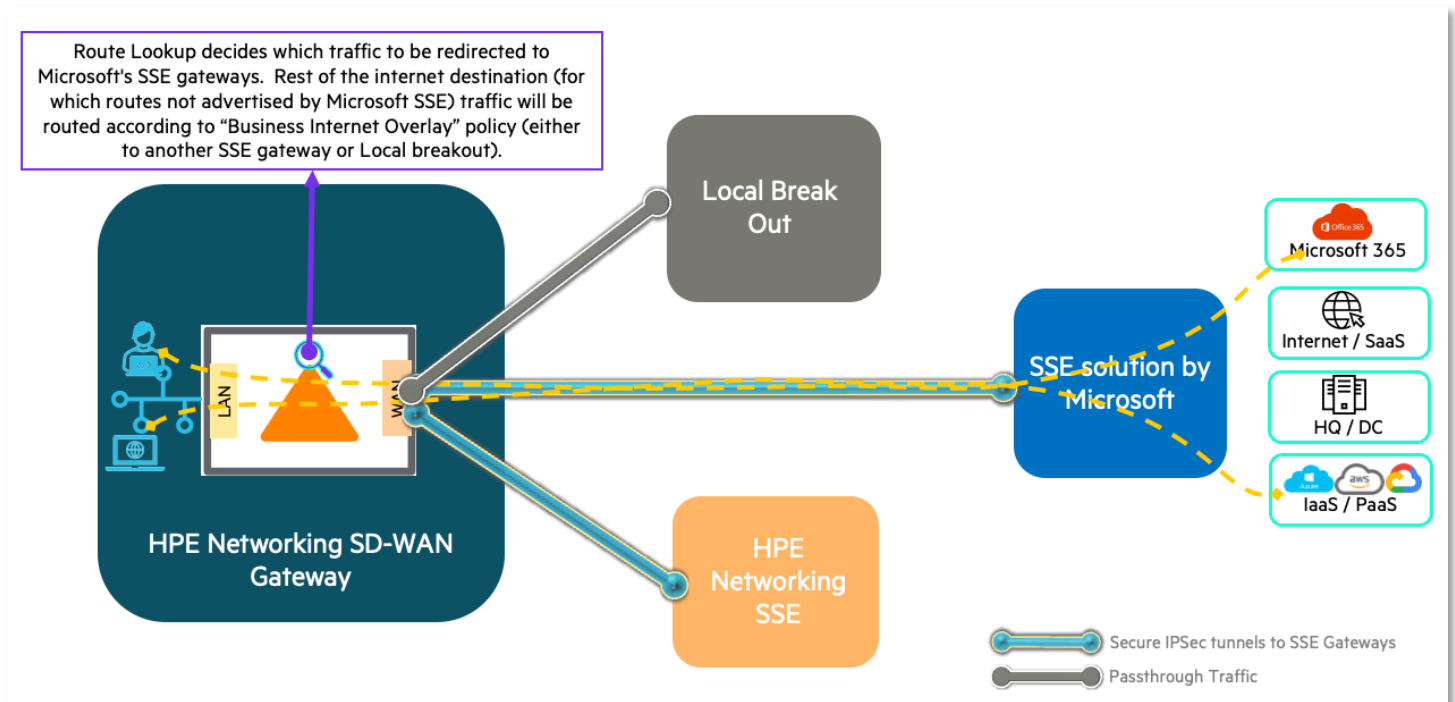 Route Lookup decides which traffic to be redirected to
Microsoft's SSE gateways. Rest of the internet destination (for
which routes not advertised by Microsoft SSE) traffic will be
routed according to “Business Internet Overlay” policy (either
to another SSE gateway or Local breakout).
Local Break
Out
Office 365
Microsoft 365
Internet / SaaS
LAN
WAN
SSE solution by
Microsoft
HQ / DC
Azure
aws
IaaS / PaaS
HPE Networking SD-WAN
Gateway
HPE
Networking
SSE
Secure IPSec tunnels to SSE Gateways
Passthrough Traffic